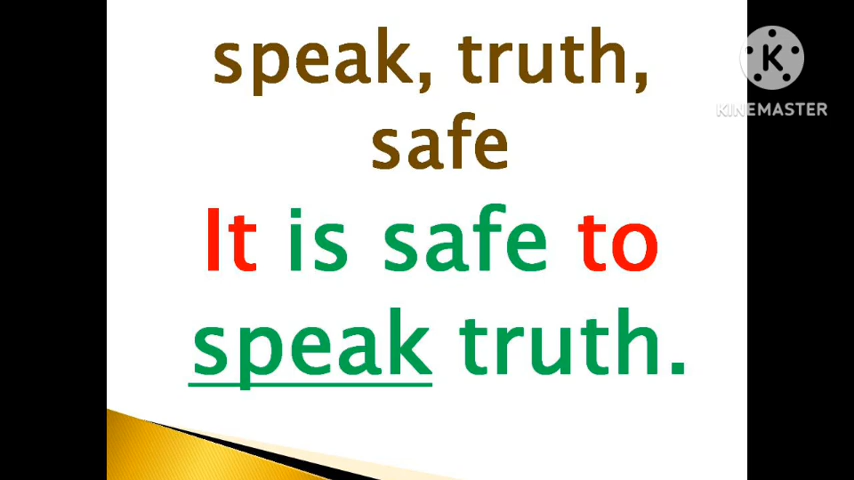 speak, truth,
safe
It is safe to
speak truth.
K
KINEMASTER